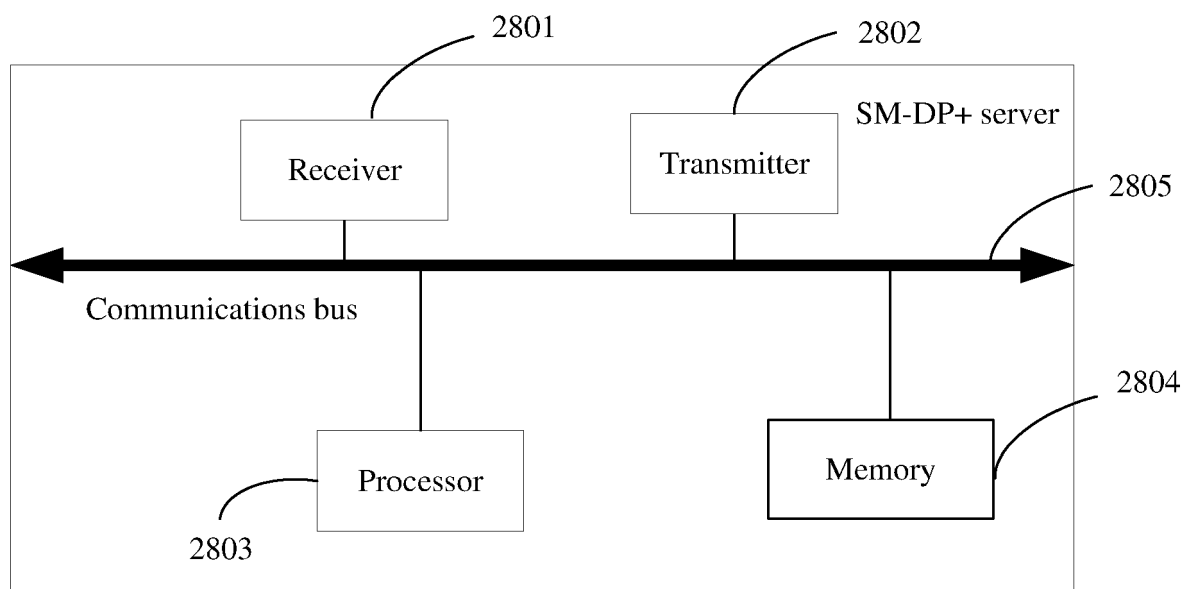 2801
2802
SM-DP+ server
Receiver
Transmitter
2805
Communications bus
2804
Processor
Memory
2803